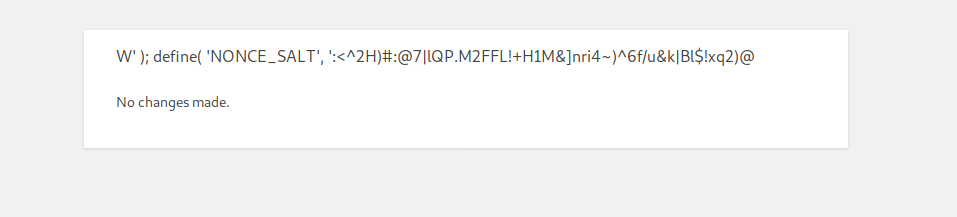 W' ); define( 'NONCE_SALT', ':<^2H)#:@7|lQP.M2FFL!+H1M&]nri4~)^6f/u&k|Bl$!xq2)@
No changes made.